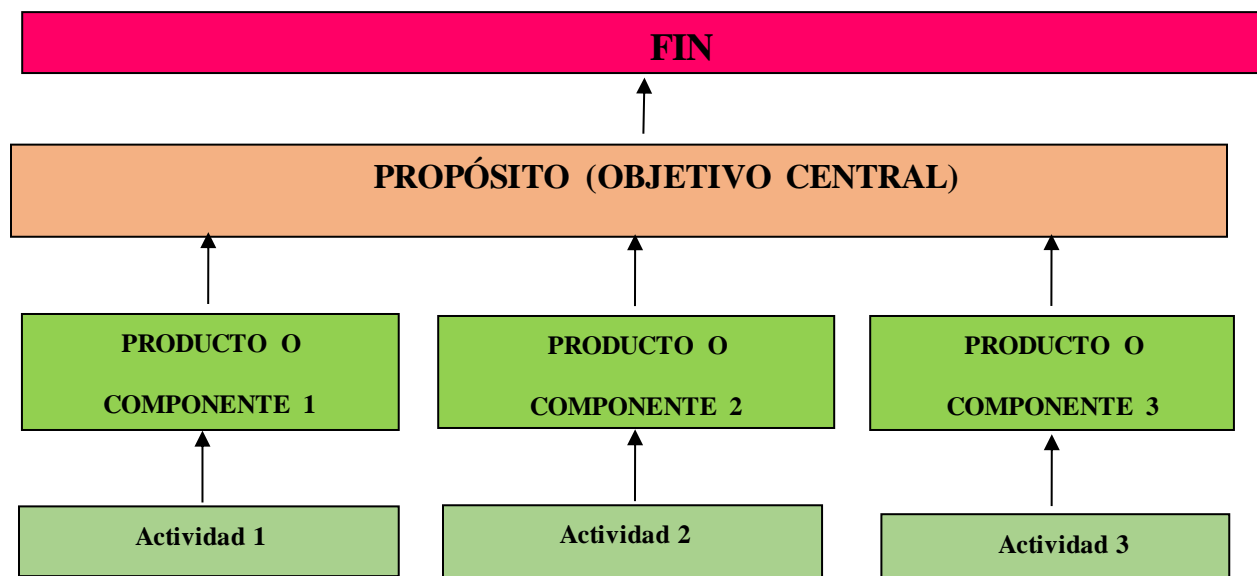 FIN
PROPÓSITO (OBJETIVO CENTRAL)
PRODUCTO O
COMPONENTE 1
PRODUCTO O
COMPONENTE 2
PRODUCTO O
COMPONENTE 3
Actividad 1
Actividad 2
Actividad 3